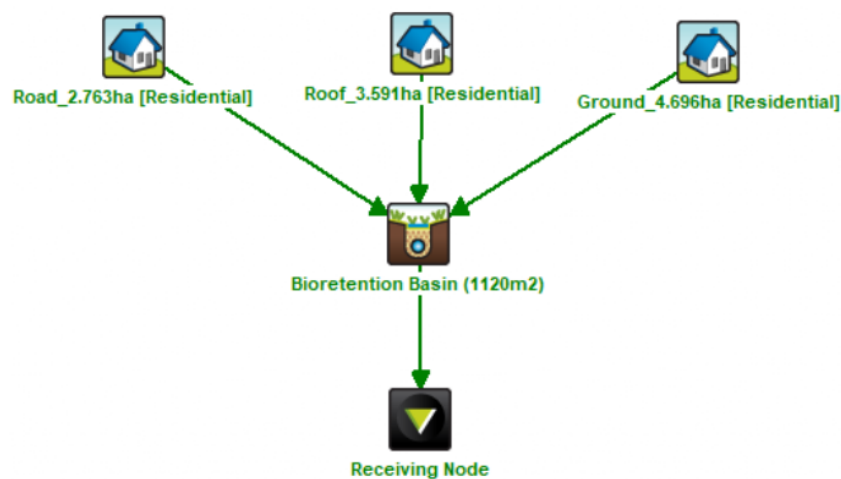 Road_2.763ha [Residential]
Roof_3.591ha [Residential]
Ground_4.696ha [Residential]
Bioretention Basin (1120m2)
Receiving Node